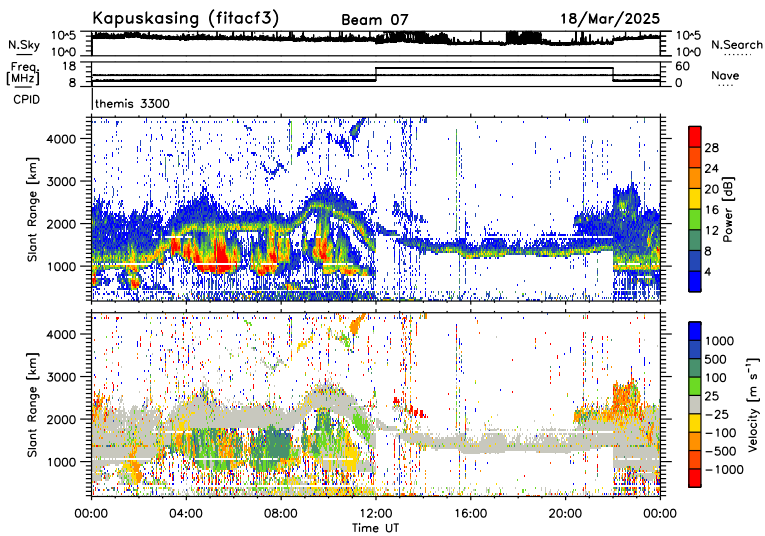 Kapuskasing (fitacf3) Beam 07 18/Mar/2025
N.Sky 10^5 10^0 10^5 10^0 N.Search
Freq. [MHz] 18 8 60 0 Nave
CPID themis 3300
Slant Range [km] 4000 3000 2000 1000
Power [dB] 28 24 20 16 12 8 4
Slant Range [km] 4000 3000 2000 1000
Velocity [m s⁻¹] 1000 500 100 25 −25 −100 −500 −1000
00:00 04:00 08:00 12:00 16:00 20:00 00:00
Time UT